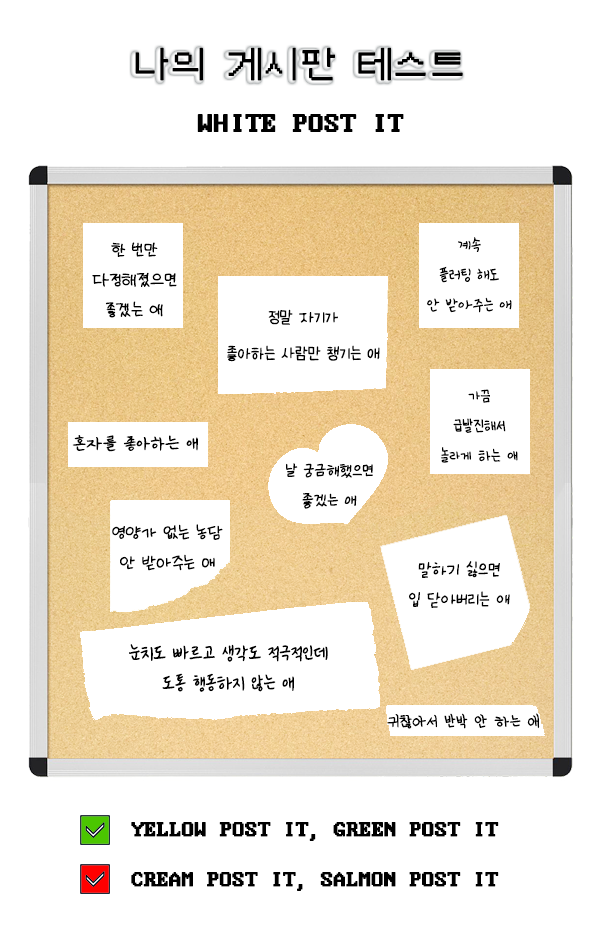 나의 게시판 테스트
WHITE POST IT
한 번만
다정해졌으면
좋겠는 애
계속
플러팅 해도
안 받아주는 애
정말 자기가
좋아하는 사람만 챙기는 애
가끔
급발진해서
놀라게 하는 애
혼자를 좋아하는 애
날 궁금해했으면
좋겠는 애
영양가 없는 농담
안 받아주는 애
말하기 싫으면
입 닫아버리는 애
눈치도 빠르고 생각도 적극적인데
도통 행동하지 않는 애
귀찮아서 반박 안 하는 애
YELLOW POST IT, GREEN POST IT
CREAM POST IT, SALMON POST IT